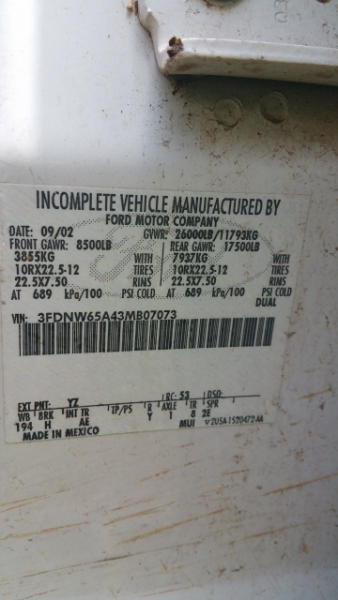 INCOMPLETE VEHICLE MANUFACTURED BY
FORD MOTOR COMPANY
DATE: 09/02 GVWR: 26000LB/11793KG
FRONT GAWR: 8500LB REAR GAWR: 17500LB
3855KG WITH 7937KG WITH
10RX22.5-12 TIRES 10RX22.5-12 TIRES
22.5X7.50 RIMS 22.5X7.50 RIMS
AT 689 kPa/100 PSI COLD AT 689 kPa/100 PSI COLD
DUAL
VIN: 3FDNW65A43MB07073
EXT PNT: YZ RC: 53 DSO:
WB BRK INT TR TP/PS R AXLE TR SPR
194 H AE Y 1 8 2E
MADE IN MEXICO MUI